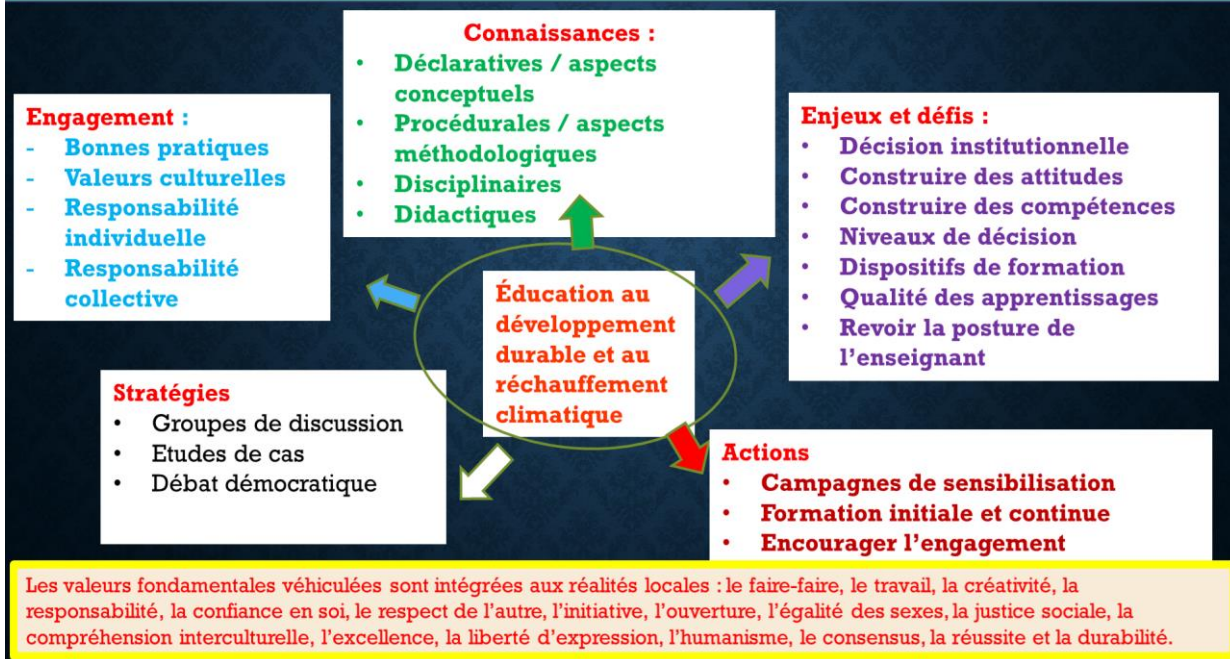 Connaissances :
• Déclaratives / aspects
conceptuels
• Procédurales / aspects
méthodologiques
• Disciplinaires
• Didactiques
Engagement :
- Bonnes pratiques
- Valeurs culturelles
- Responsabilité
individuelle
- Responsabilité
collective
Enjeux et défis :
• Décision institutionnelle
• Construire des attitudes
• Construire des compétences
• Niveaux de décision
• Dispositifs de formation
• Qualité des apprentissages
• Revoir la posture de
l’enseignant
Éducation au
développement
durable et au
réchauffement
climatique
Stratégies
• Groupes de discussion
• Etudes de cas
• Débat démocratique
Actions
• Campagnes de sensibilisation
• Formation initiale et continue
• Encourager l’engagement
Les valeurs fondamentales véhiculées sont intégrées aux réalités locales : le faire-faire, le travail, la créativité, la
responsabilité, la confiance en soi, le respect de l’autre, l’initiative, l’ouverture, l’égalité des sexes, la justice sociale, la
compréhension interculturelle, l’excellence, la liberté d’expression, l’humanisme, le consensus, la réussite et la durabilité.